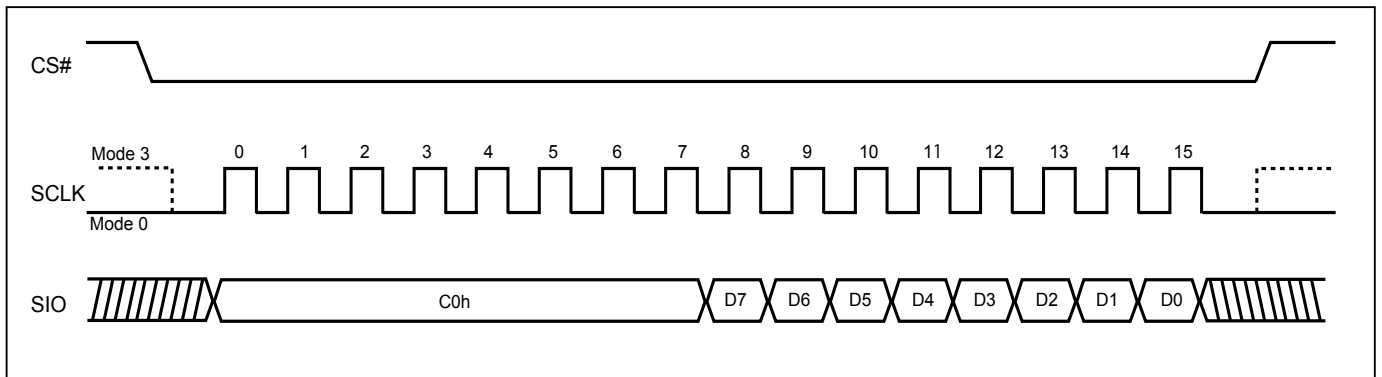 CS#
Mode 3
0 1 2 3 4 5 6 7 8 9 10 11 12 13 14 15
SCLK
Mode 0
SIO
C0h D7 D6 D5 D4 D3 D2 D1 D0